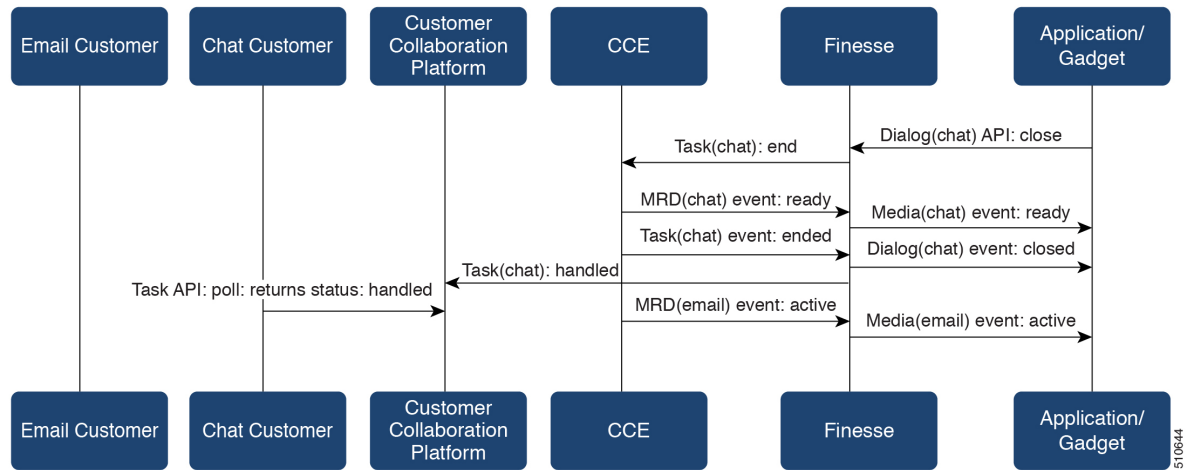 Email Customer
Chat Customer
Customer
Collaboration
Platform
CCE
Finesse
Application/
Gadget
Dialog(chat) API: close
Task(chat): end
MRD(chat) event: ready
Media(chat) event: ready
Task(chat) event: ended
Dialog(chat) event: closed
Task(chat): handled
Task API: poll: returns status: handled
MRD(email) event: active
Media(email) event: active
Email Customer
Chat Customer
Customer
Collaboration
Platform
CCE
Finesse
Application/
Gadget
510644